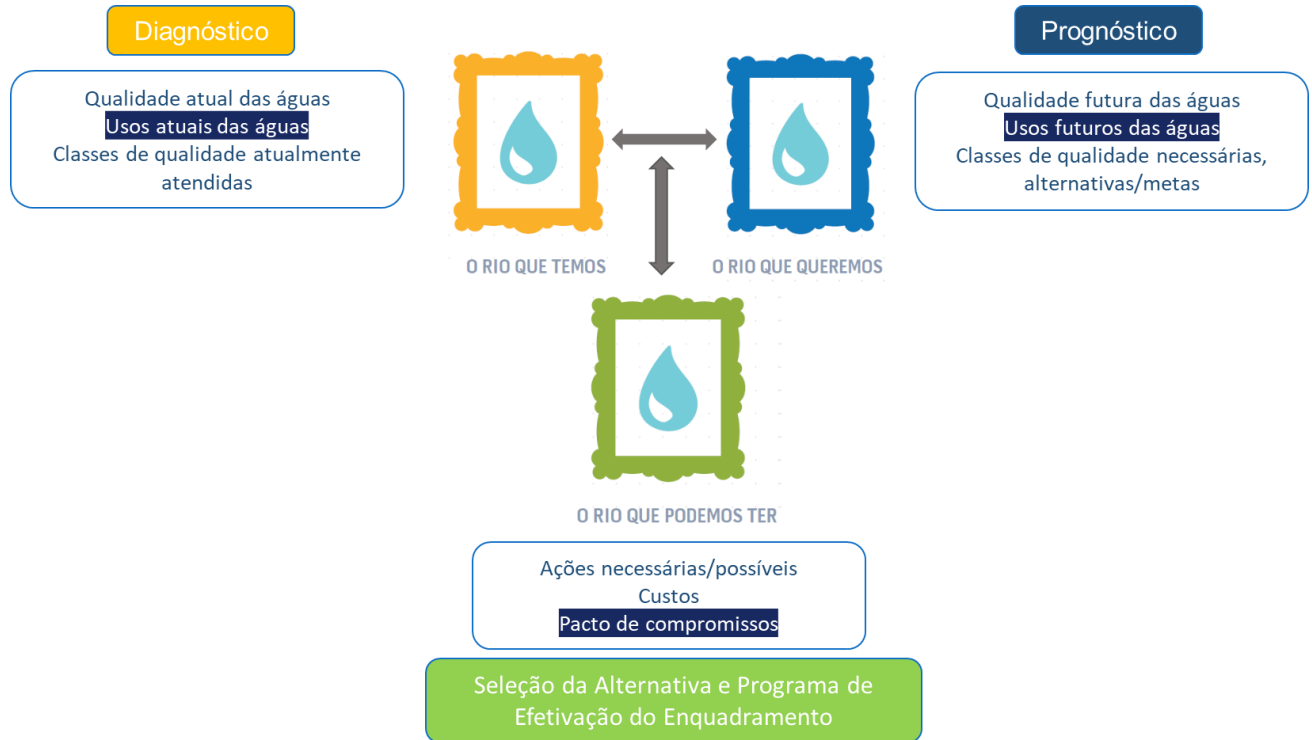 Diagnóstico
Qualidade atual das águas
Usos atuais das águas
Classes de qualidade atualmente
atendidas
Prognóstico
Qualidade futura das águas
Usos futuros das águas
Classes de qualidade necessárias,
alternativas/metas
O RIO QUE TEMOS
O RIO QUE QUEREMOS
O RIO QUE PODEMOS TER
Ações necessárias/possíveis
Custos
Pacto de compromissos
Seleção da Alternativa e Programa de
Efetivação do Enquadramento